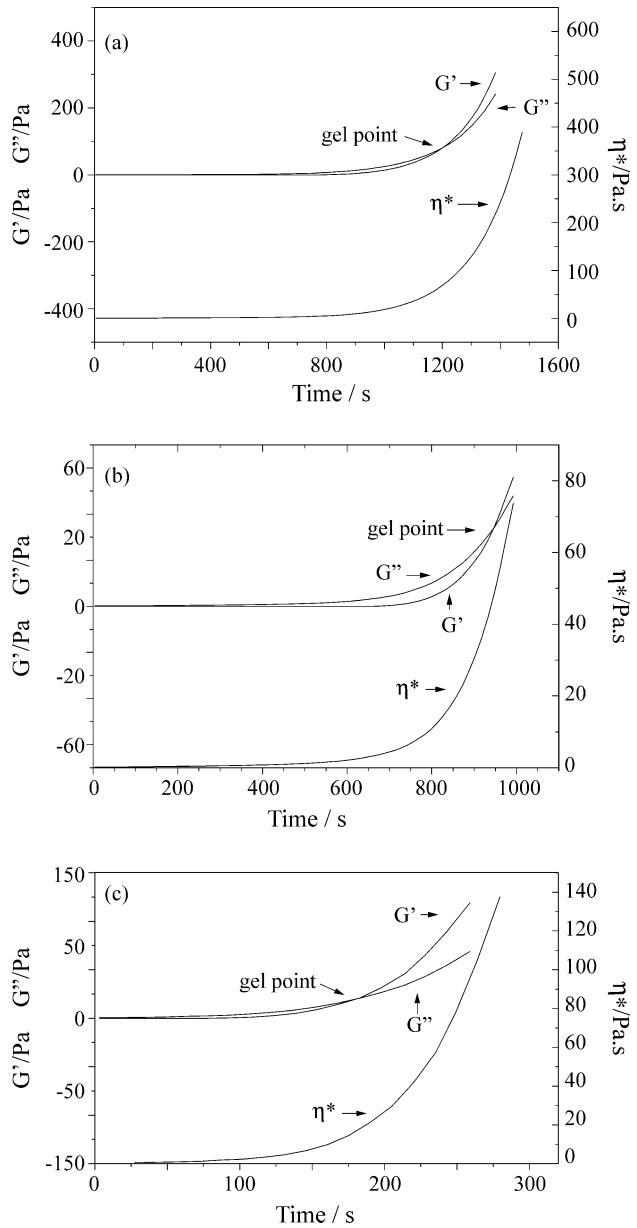 (a)
400
200
0
-200
-400
G'/Pa G''/Pa
600
500
400
300
200
100
0
η*/Pa.s
G'
G''
gel point
η*
0 400 800 1200 1600
Time / s
(b)
60
20
0
-20
-60
G'/Pa G''/Pa
80
60
40
20
0
η*/Pa.s
gel point
G''
G'
η*
0 200 400 600 800 1000
Time / s
(c)
150
50
0
-50
-150
G'/Pa G''/Pa
140
120
100
80
60
40
20
0
η*/Pa.s
G'
gel point
G''
η*
0 100 200 300
Time / s